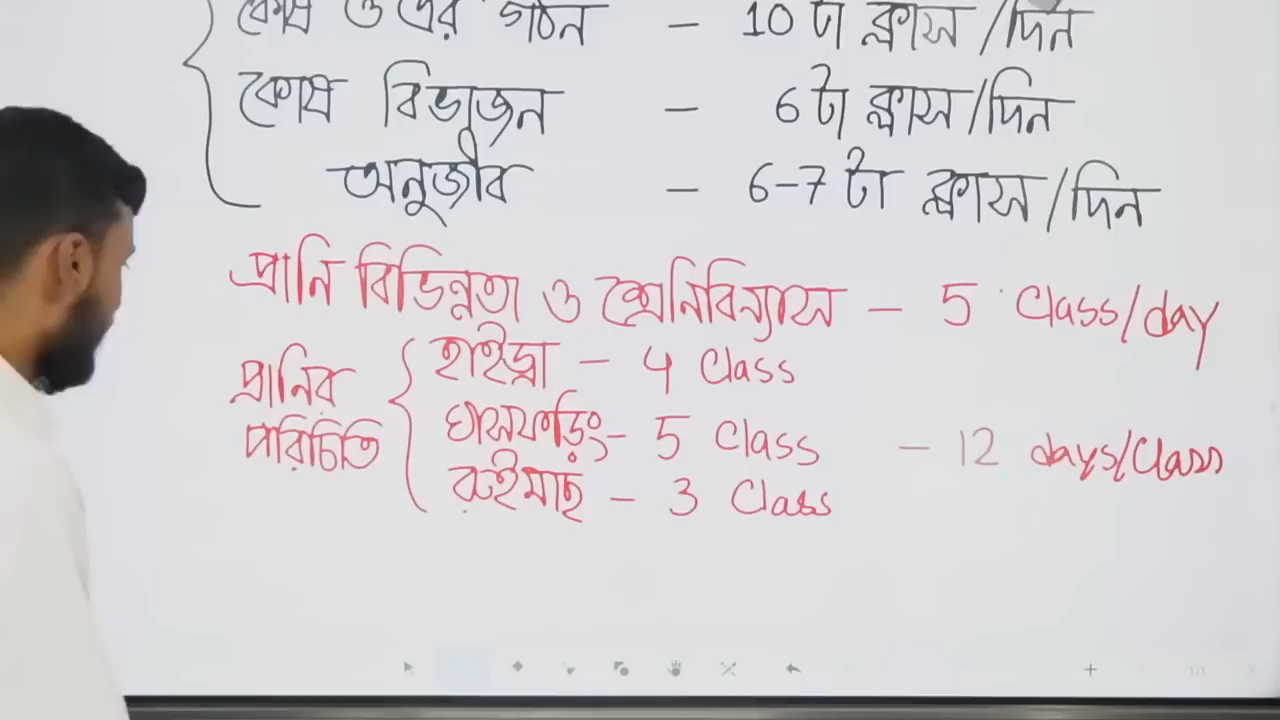 কোষ ও এর গঠন – 10 টা ক্লাস /দিন
কোষ বিভাজন – 6 টা ক্লাস /দিন
অনুজীব – 6-7 টা ক্লাস /দিন
প্রানি বিভিন্নতা ও শ্রেনিবিন্যাস – 5 Class/day
প্রানির পরিচিতি
হাইড্রা – 4 Class
ঘাসফড়িং – 5 Class – 12 days/Class
রুইমাছ – 3 Class